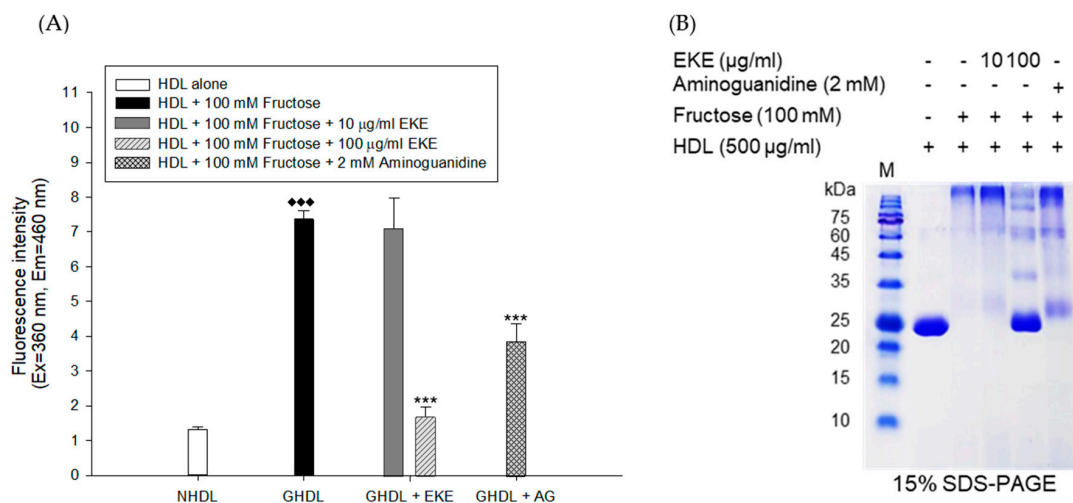 (A)
HDL alone
HDL + 100 mM Fructose
HDL + 100 mM Fructose + 10 μg/ml EKE
HDL + 100 mM Fructose + 100 μg/ml EKE
HDL + 100 mM Fructose + 2 mM Aminoguanidine
Fluorescence intensity
(Ex=360 nm, Em=460 nm)
11
10
9
8
7
6
5
4
3
2
1
0
◆◆◆
***
***
NHDL GHDL GHDL + EKE GHDL + AG
(B)
EKE (μg/ml) - - 10 100 -
Aminoguanidine (2 mM) - - - - +
Fructose (100 mM) - + + + +
HDL (500 μg/ml) + + + + +
M
kDa
75
60
45
35
25
20
15
10
15% SDS-PAGE